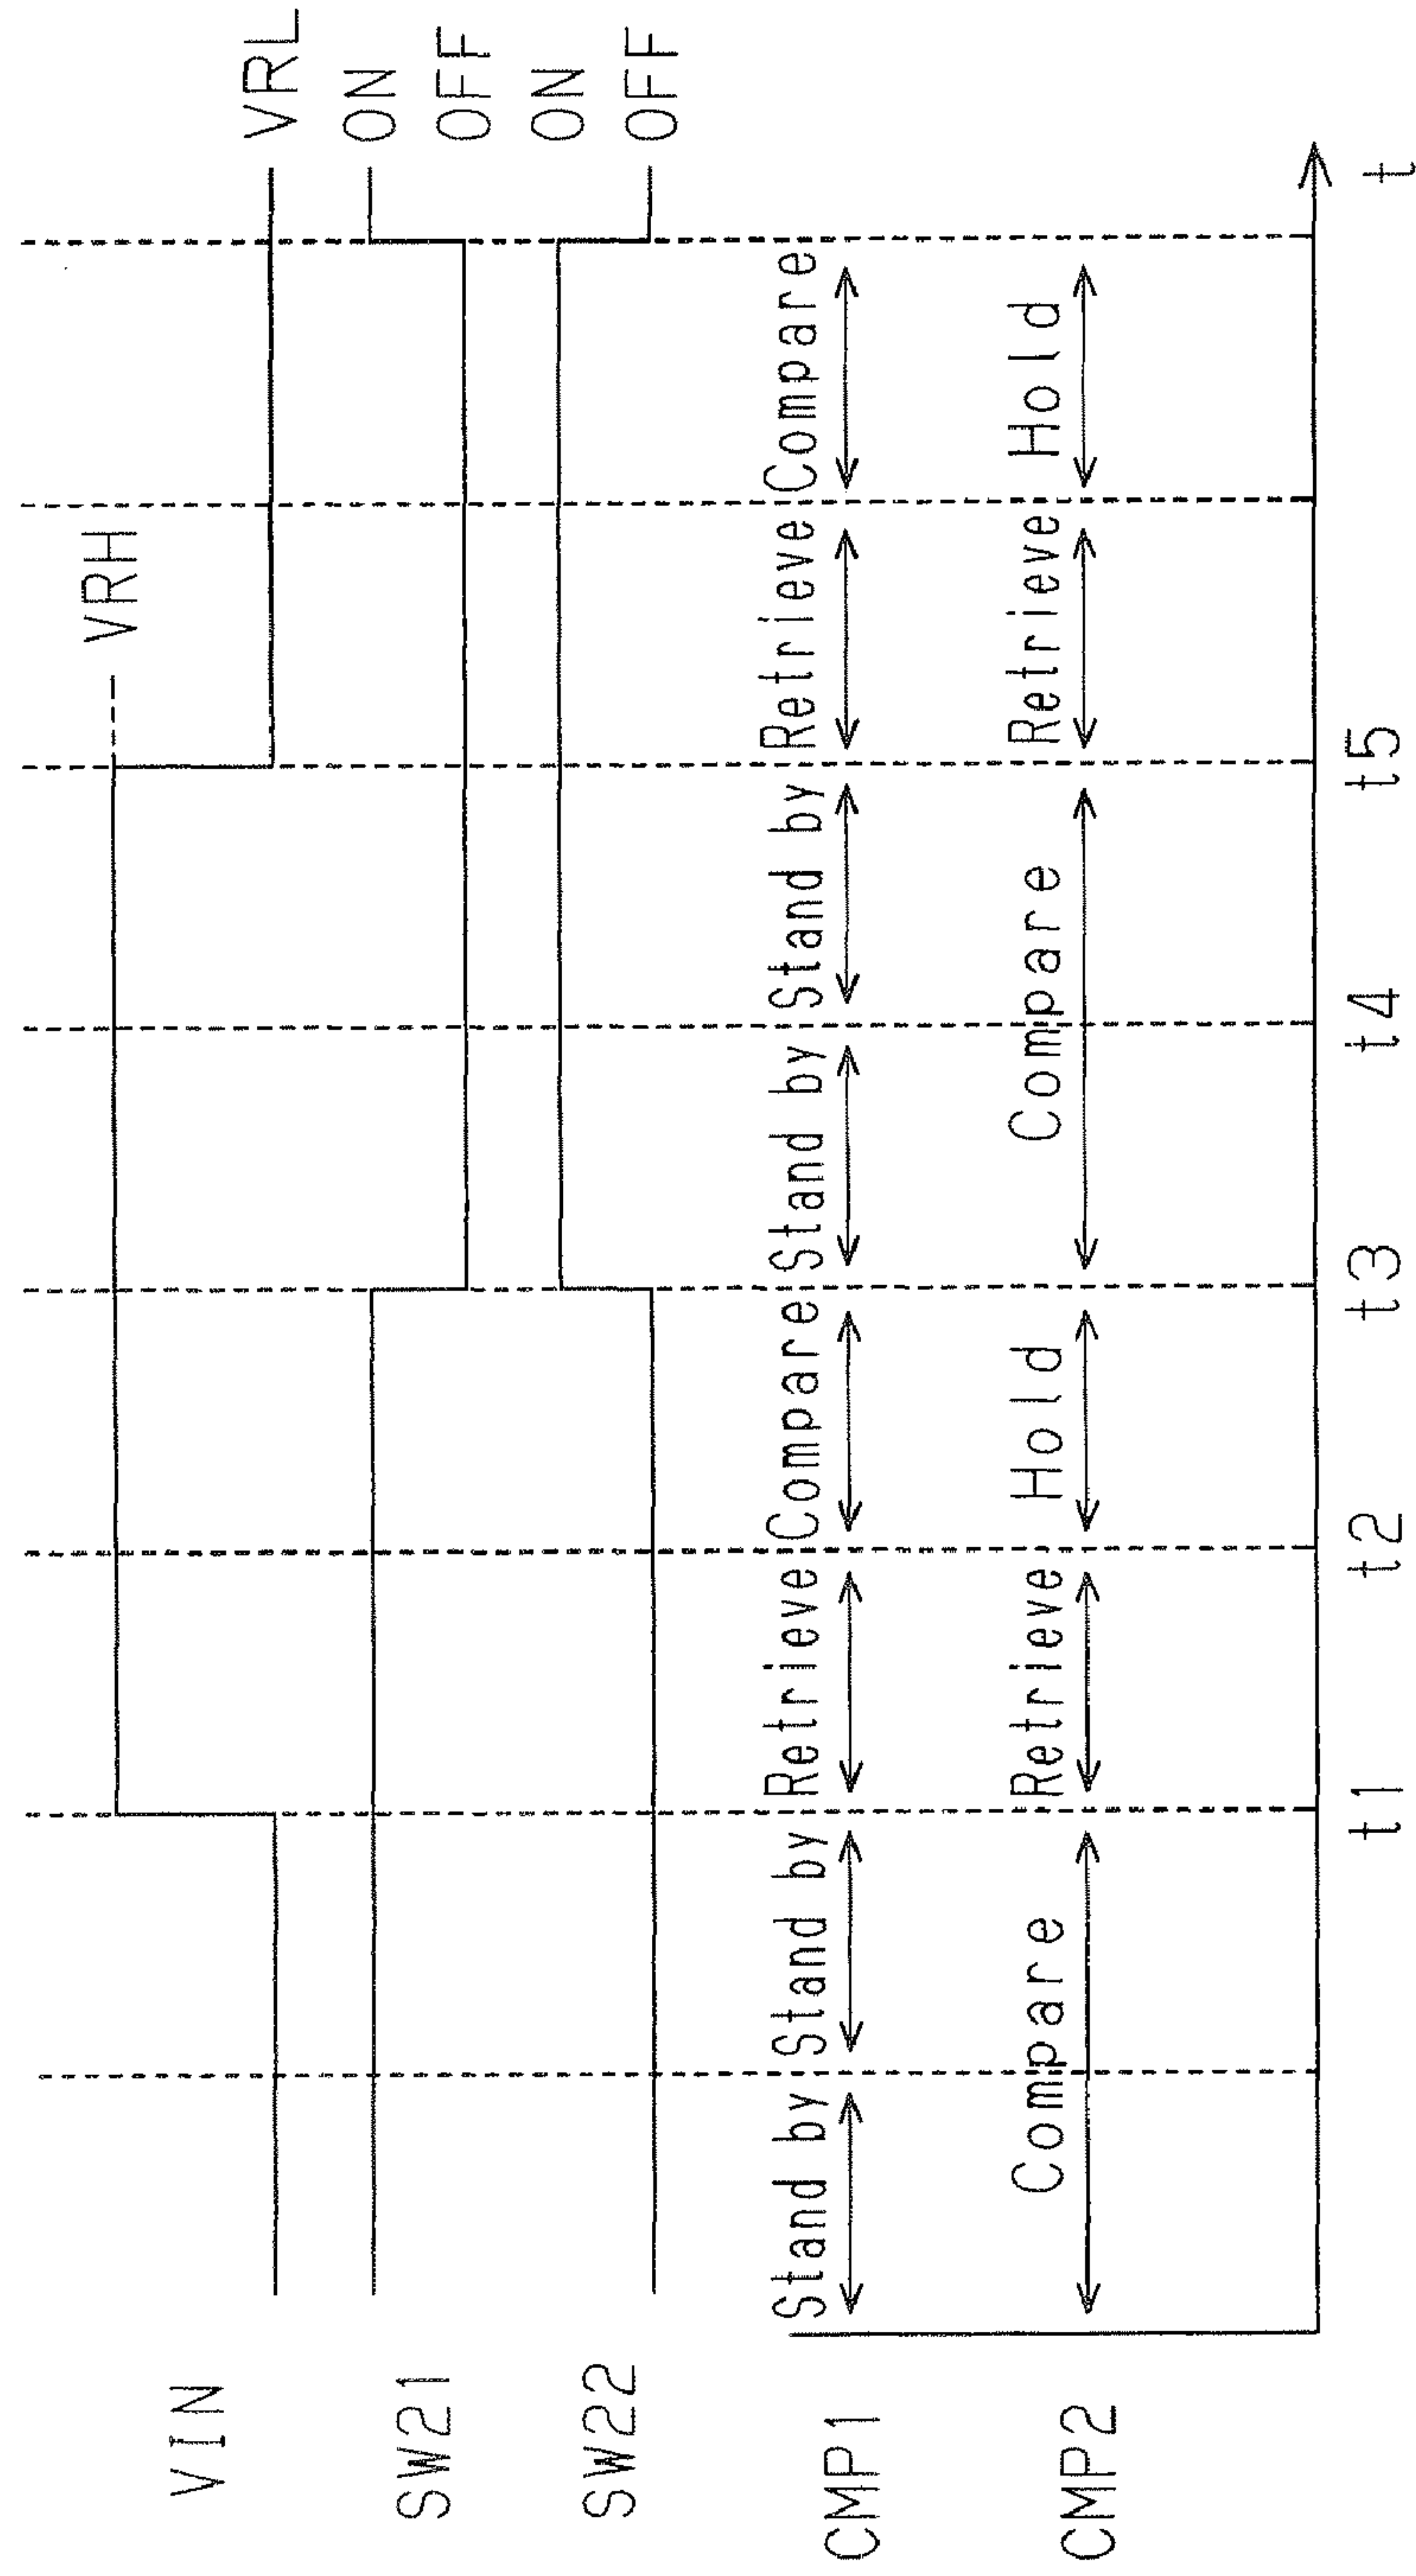 VRH
VIN
VRL
SW21
ON
OFF
SW22
ON
OFF
CMP1
Stand by
Stand by
Retrieve
Compare
Stand by
Stand by
Retrieve
Compare
CMP2
Compare
Retrieve
Hold
Compare
Retrieve
Hold
t1
t2
t3
t4
t5
t